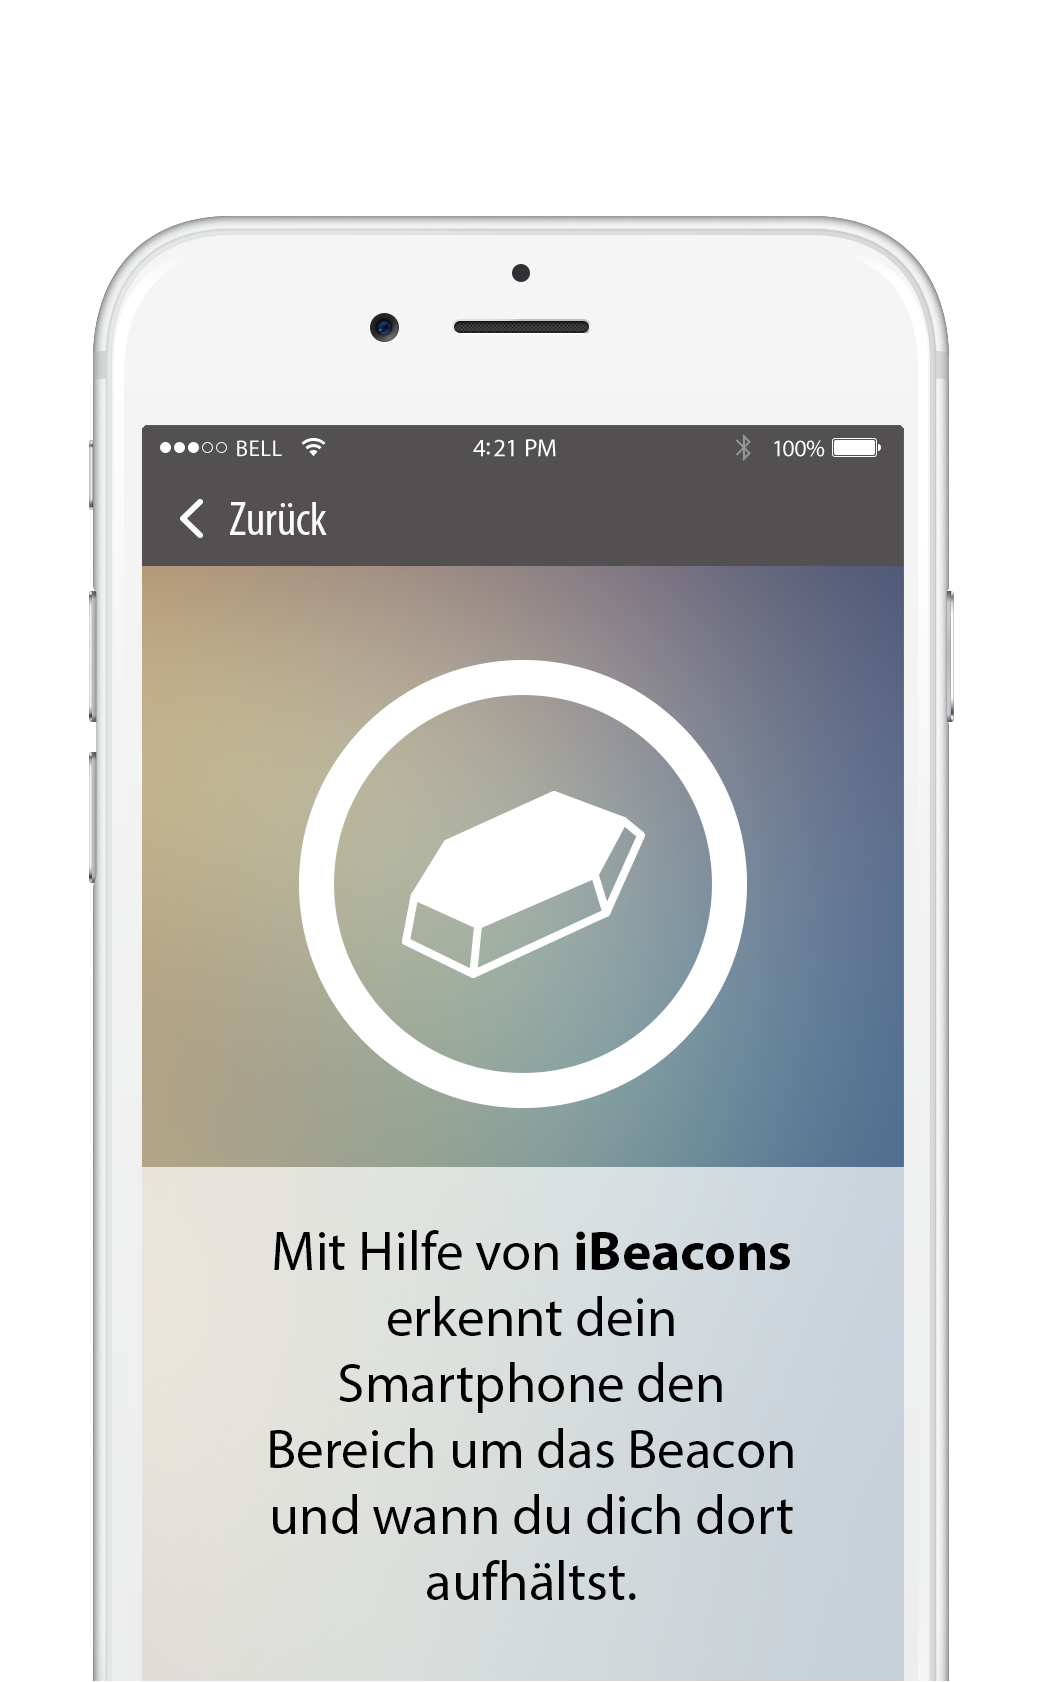 BELL 4:21 PM 100%
Zurück
Mit Hilfe von iBeacons
erkennt dein
Smartphone den
Bereich um das Beacon
und wann du dich dort
aufhältst.